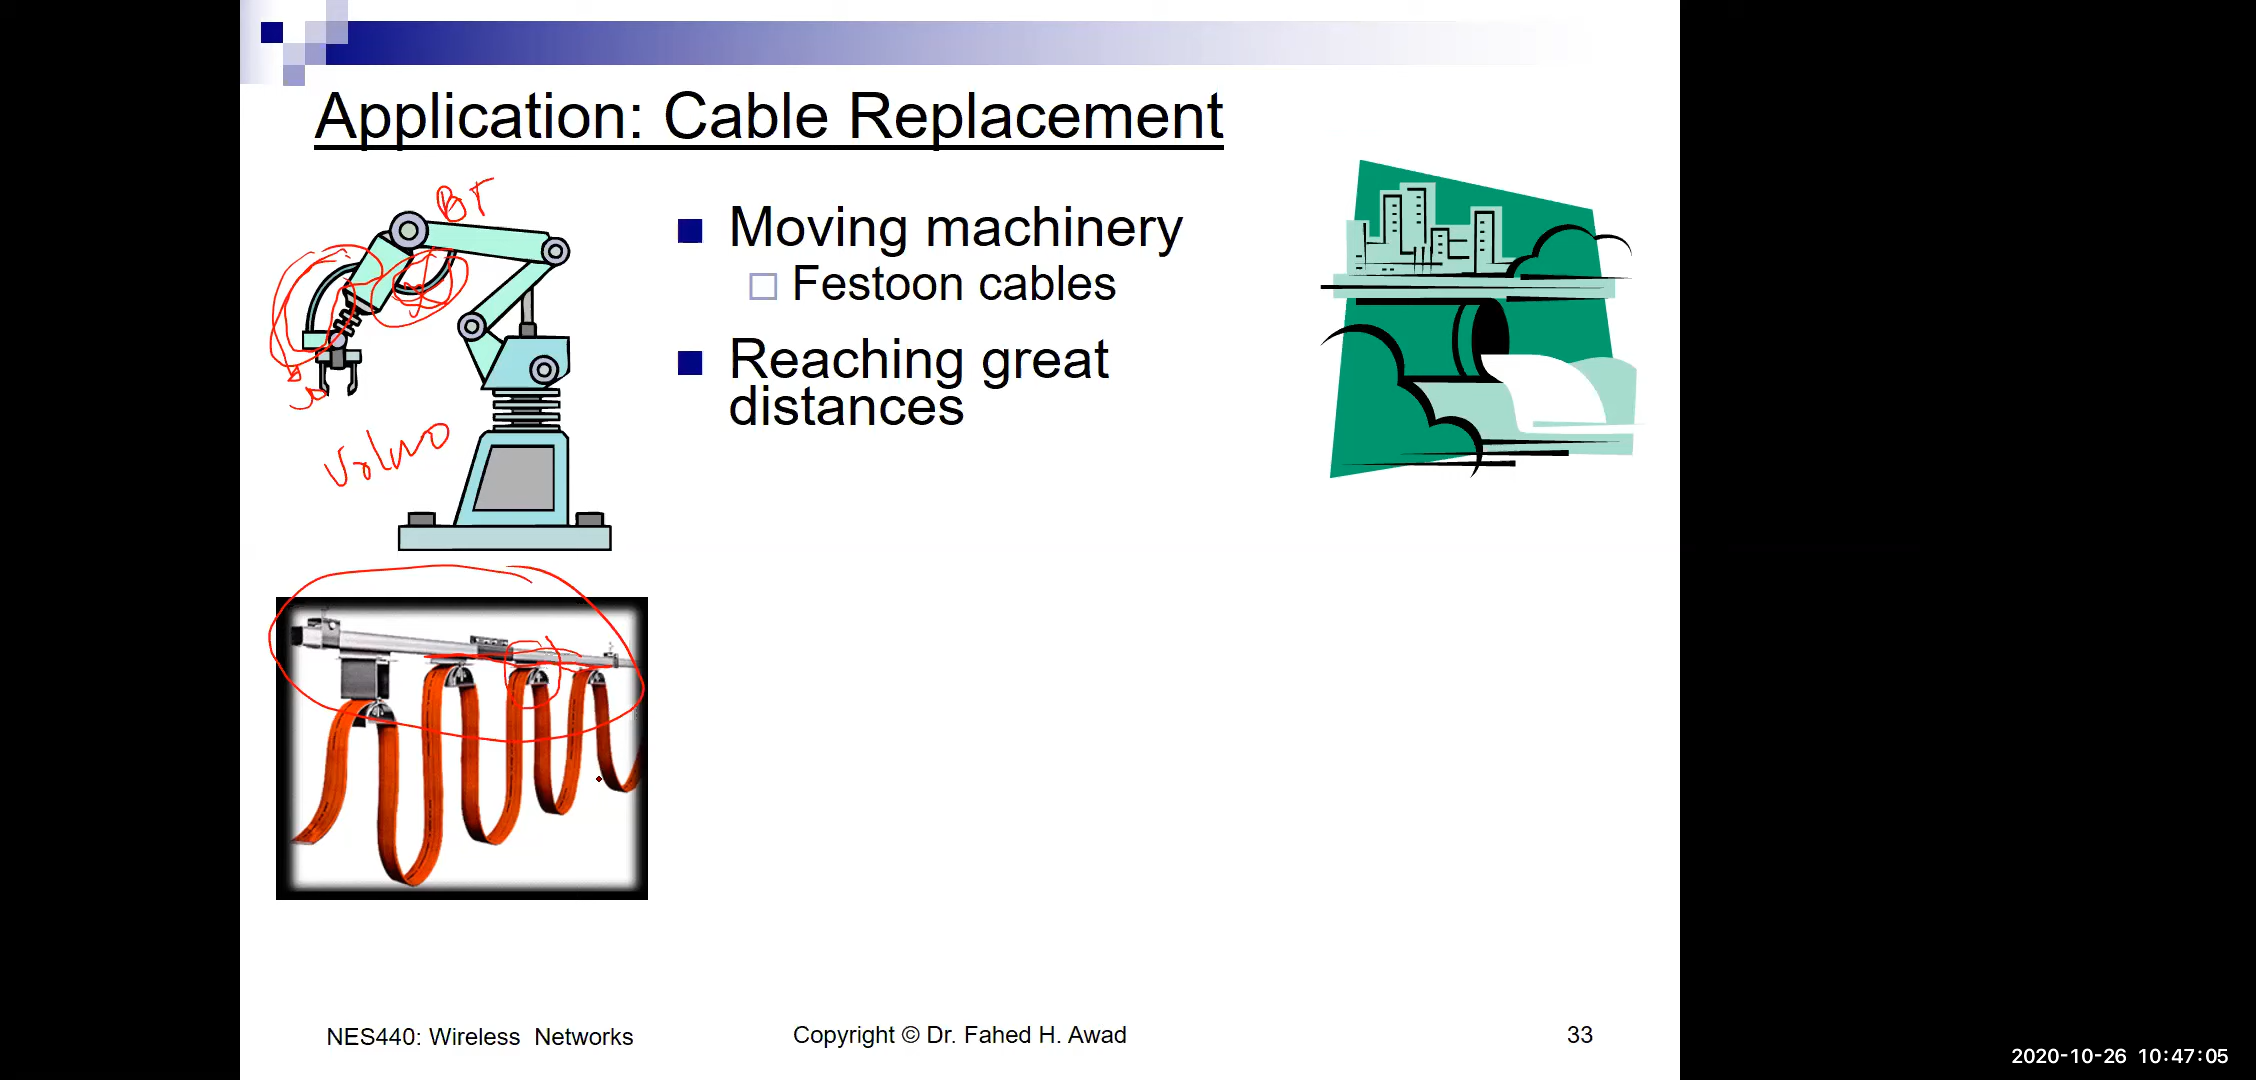 Application: Cable Replacement
BT
Moving machinery
Festoon cables
Reaching great
distances
Volvo
NES440: Wireless Networks
Copyright © Dr. Fahed H. Awad
33
2020-10-26 10:47:05